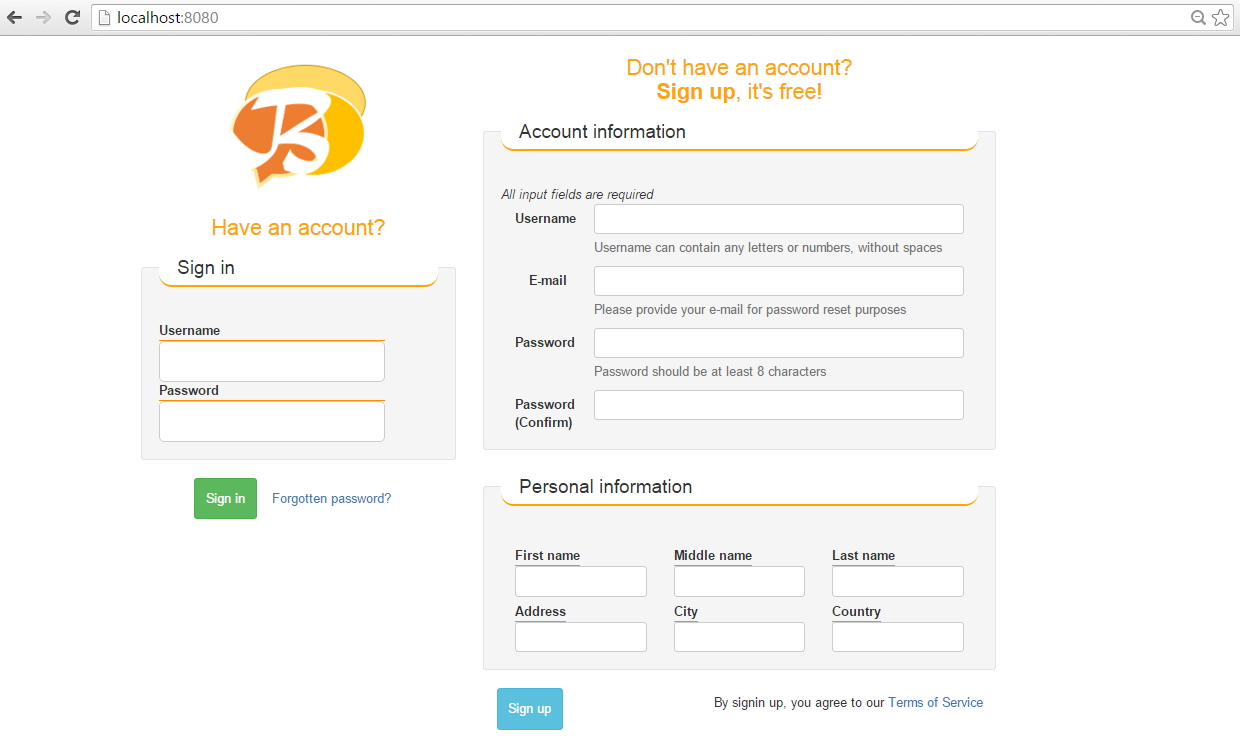 localhost:8080
Have an account?
Sign in
Username
Password
Sign in Forgotten password?
Don't have an account?
Sign up, it's free!
Account information
All input fields are required
Username
Username can contain any letters or numbers, without spaces
E-mail
Please provide your e-mail for password reset purposes
Password
Password should be at least 8 characters
Password
(Confirm)
Personal information
First name Middle name Last name
Address City Country
Sign up By signin up, you agree to our Terms of Service